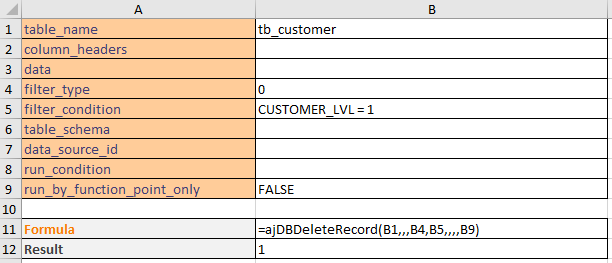 A B
1 table_name tb_customer
2 column_headers
3 data
4 filter_type 0
5 filter_condition CUSTOMER_LVL = 1
6 table_schema
7 data_source_id
8 run_condition
9 run_by_function_point_only FALSE
10
11 Formula =ajDBDeleteRecord(B1,,,B4,B5,,,,B9)
12 Result 1